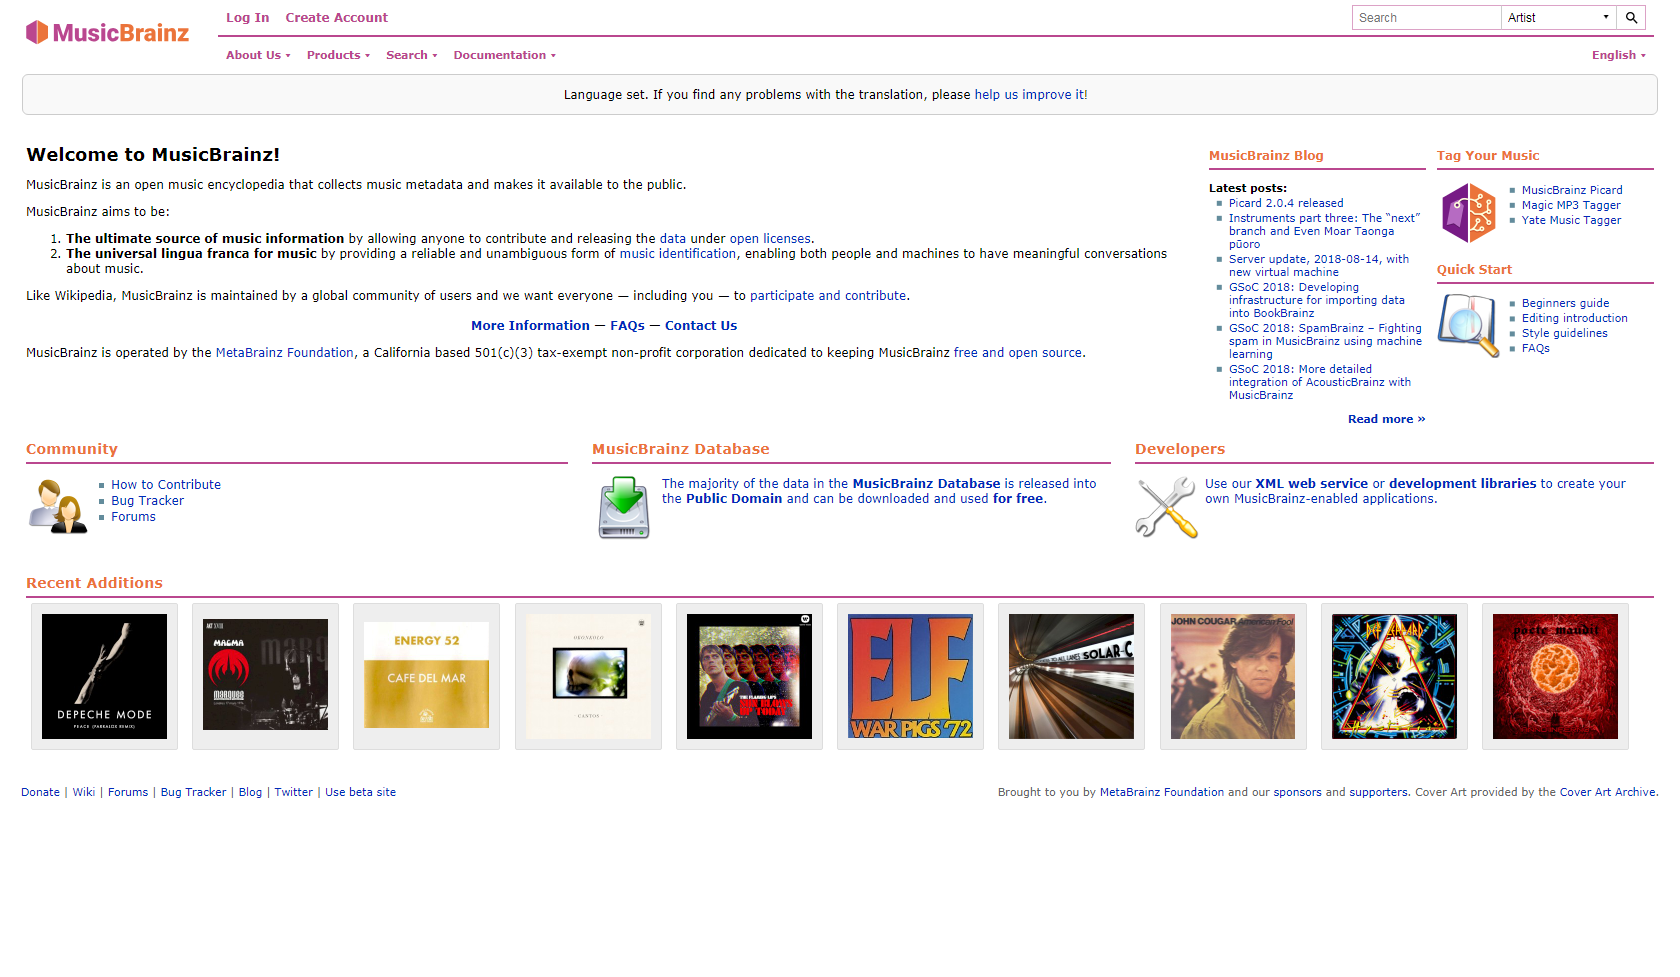 MusicBrainz
Log In Create Account
Search Artist
About Us Products Search Documentation
English
Language set. If you find any problems with the translation, please help us improve it!
Welcome to MusicBrainz!
MusicBrainz is an open music encyclopedia that collects music metadata and makes it available to the public.
MusicBrainz aims to be:
1. The ultimate source of music information by allowing anyone to contribute and releasing the data under open licenses.
2. The universal lingua franca for music by providing a reliable and unambiguous form of music identification, enabling both people and machines to have meaningful conversations
about music.
Like Wikipedia, MusicBrainz is maintained by a global community of users and we want everyone — including you — to participate and contribute.
More Information — FAQs — Contact Us
MusicBrainz is operated by the MetaBrainz Foundation, a California based 501(c)(3) tax-exempt non-profit corporation dedicated to keeping MusicBrainz free and open source.
MusicBrainz Blog
Latest posts:
Picard 2.0.4 released
Instruments part three: The “next”
branch and Even Moar Taonga
pūoro
Server update, 2018-08-14, with
new virtual machine
GSoC 2018: Developing
infrastructure for importing data
into BookBrainz
GSoC 2018: SpamBrainz – Fighting
spam in MusicBrainz using machine
learning
GSoC 2018: More detailed
integration of AcousticBrainz with
MusicBrainz
Read more »
Tag Your Music
MusicBrainz Picard
Magic MP3 Tagger
Yate Music Tagger
Quick Start
Beginners guide
Editing introduction
Style guidelines
FAQs
Community
How to Contribute
Bug Tracker
Forums
MusicBrainz Database
The majority of the data in the MusicBrainz Database is released into
the Public Domain and can be downloaded and used for free.
Developers
Use our XML web service or development libraries to create your
own MusicBrainz-enabled applications.
Recent Additions
DEPECHE MODE
PEACE (PARALOX REMIX)
MAGMA
ENERGY 52
CAFE DEL MAR
CANTOS
THE FLAMING LIPS
ELF
WAR PIGS '72
SOLAR-C
JOHN COUGAR American Fool
DEF LEPPARD
HYSTERIA
poete maudit
Donate | Wiki | Forums | Bug Tracker | Blog | Twitter | Use beta site
Brought to you by MetaBrainz Foundation and our sponsors and supporters. Cover Art provided by the Cover Art Archive.